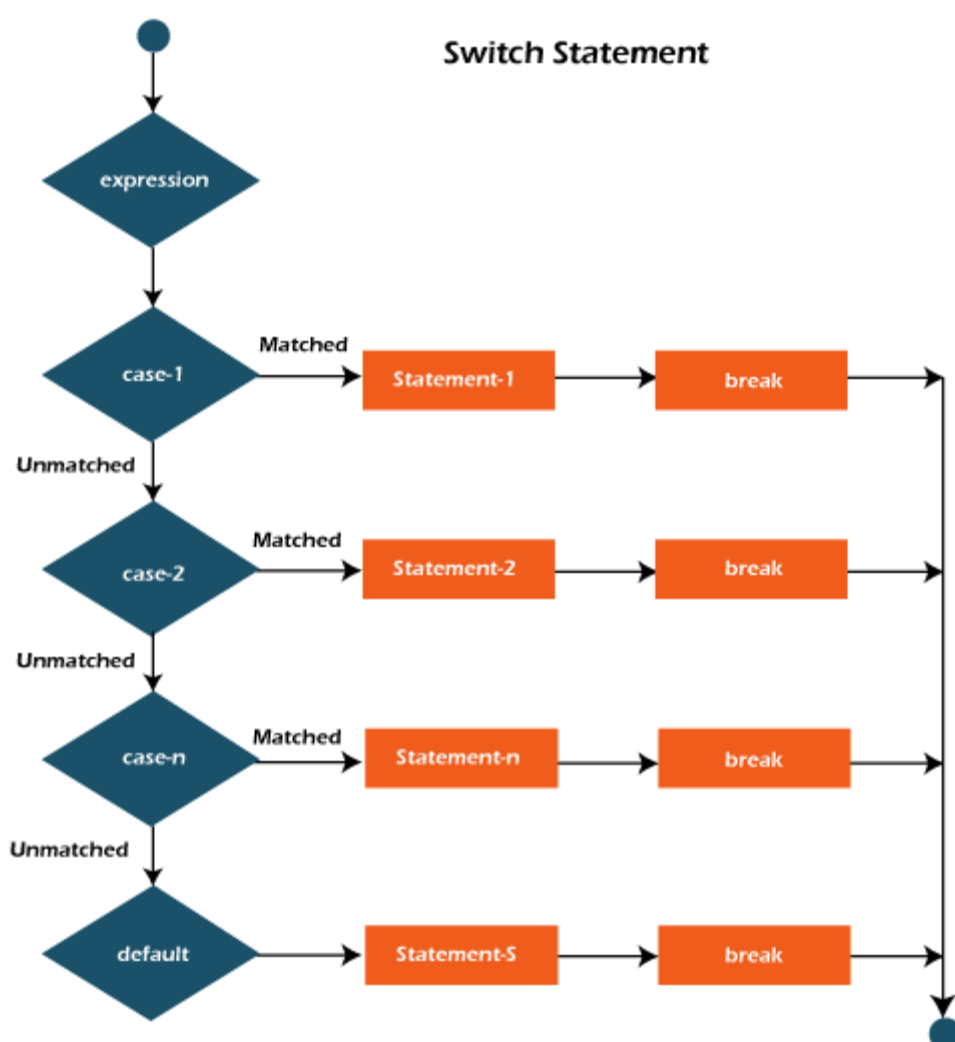 Switch Statement
expression
case-1
Matched
Statement-1
break
Unmatched
case-2
Matched
Statement-2
break
Unmatched
case-n
Matched
Statement-n
break
Unmatched
default
Statement-S
break